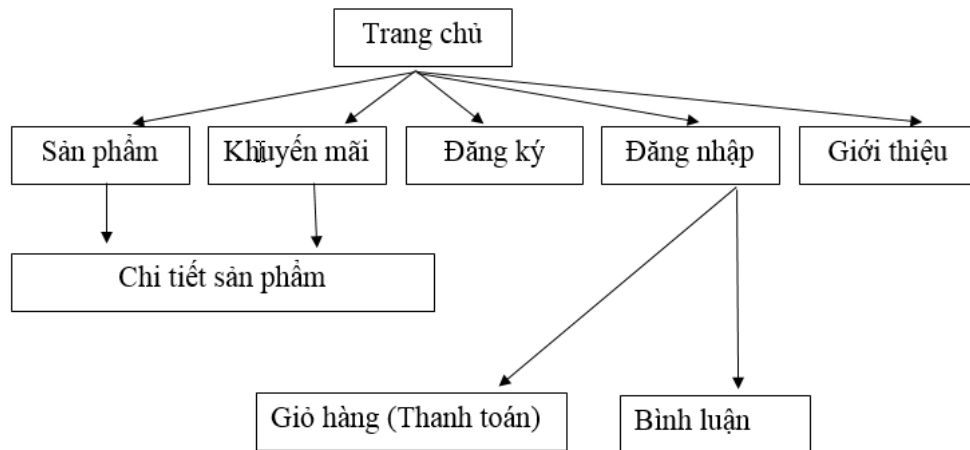 Trang chủ
Sản phẩm
Khuyến mãi
Đăng ký
Đăng nhập
Giới thiệu
Chi tiết sản phẩm
Giỏ hàng (Thanh toán)
Bình luận